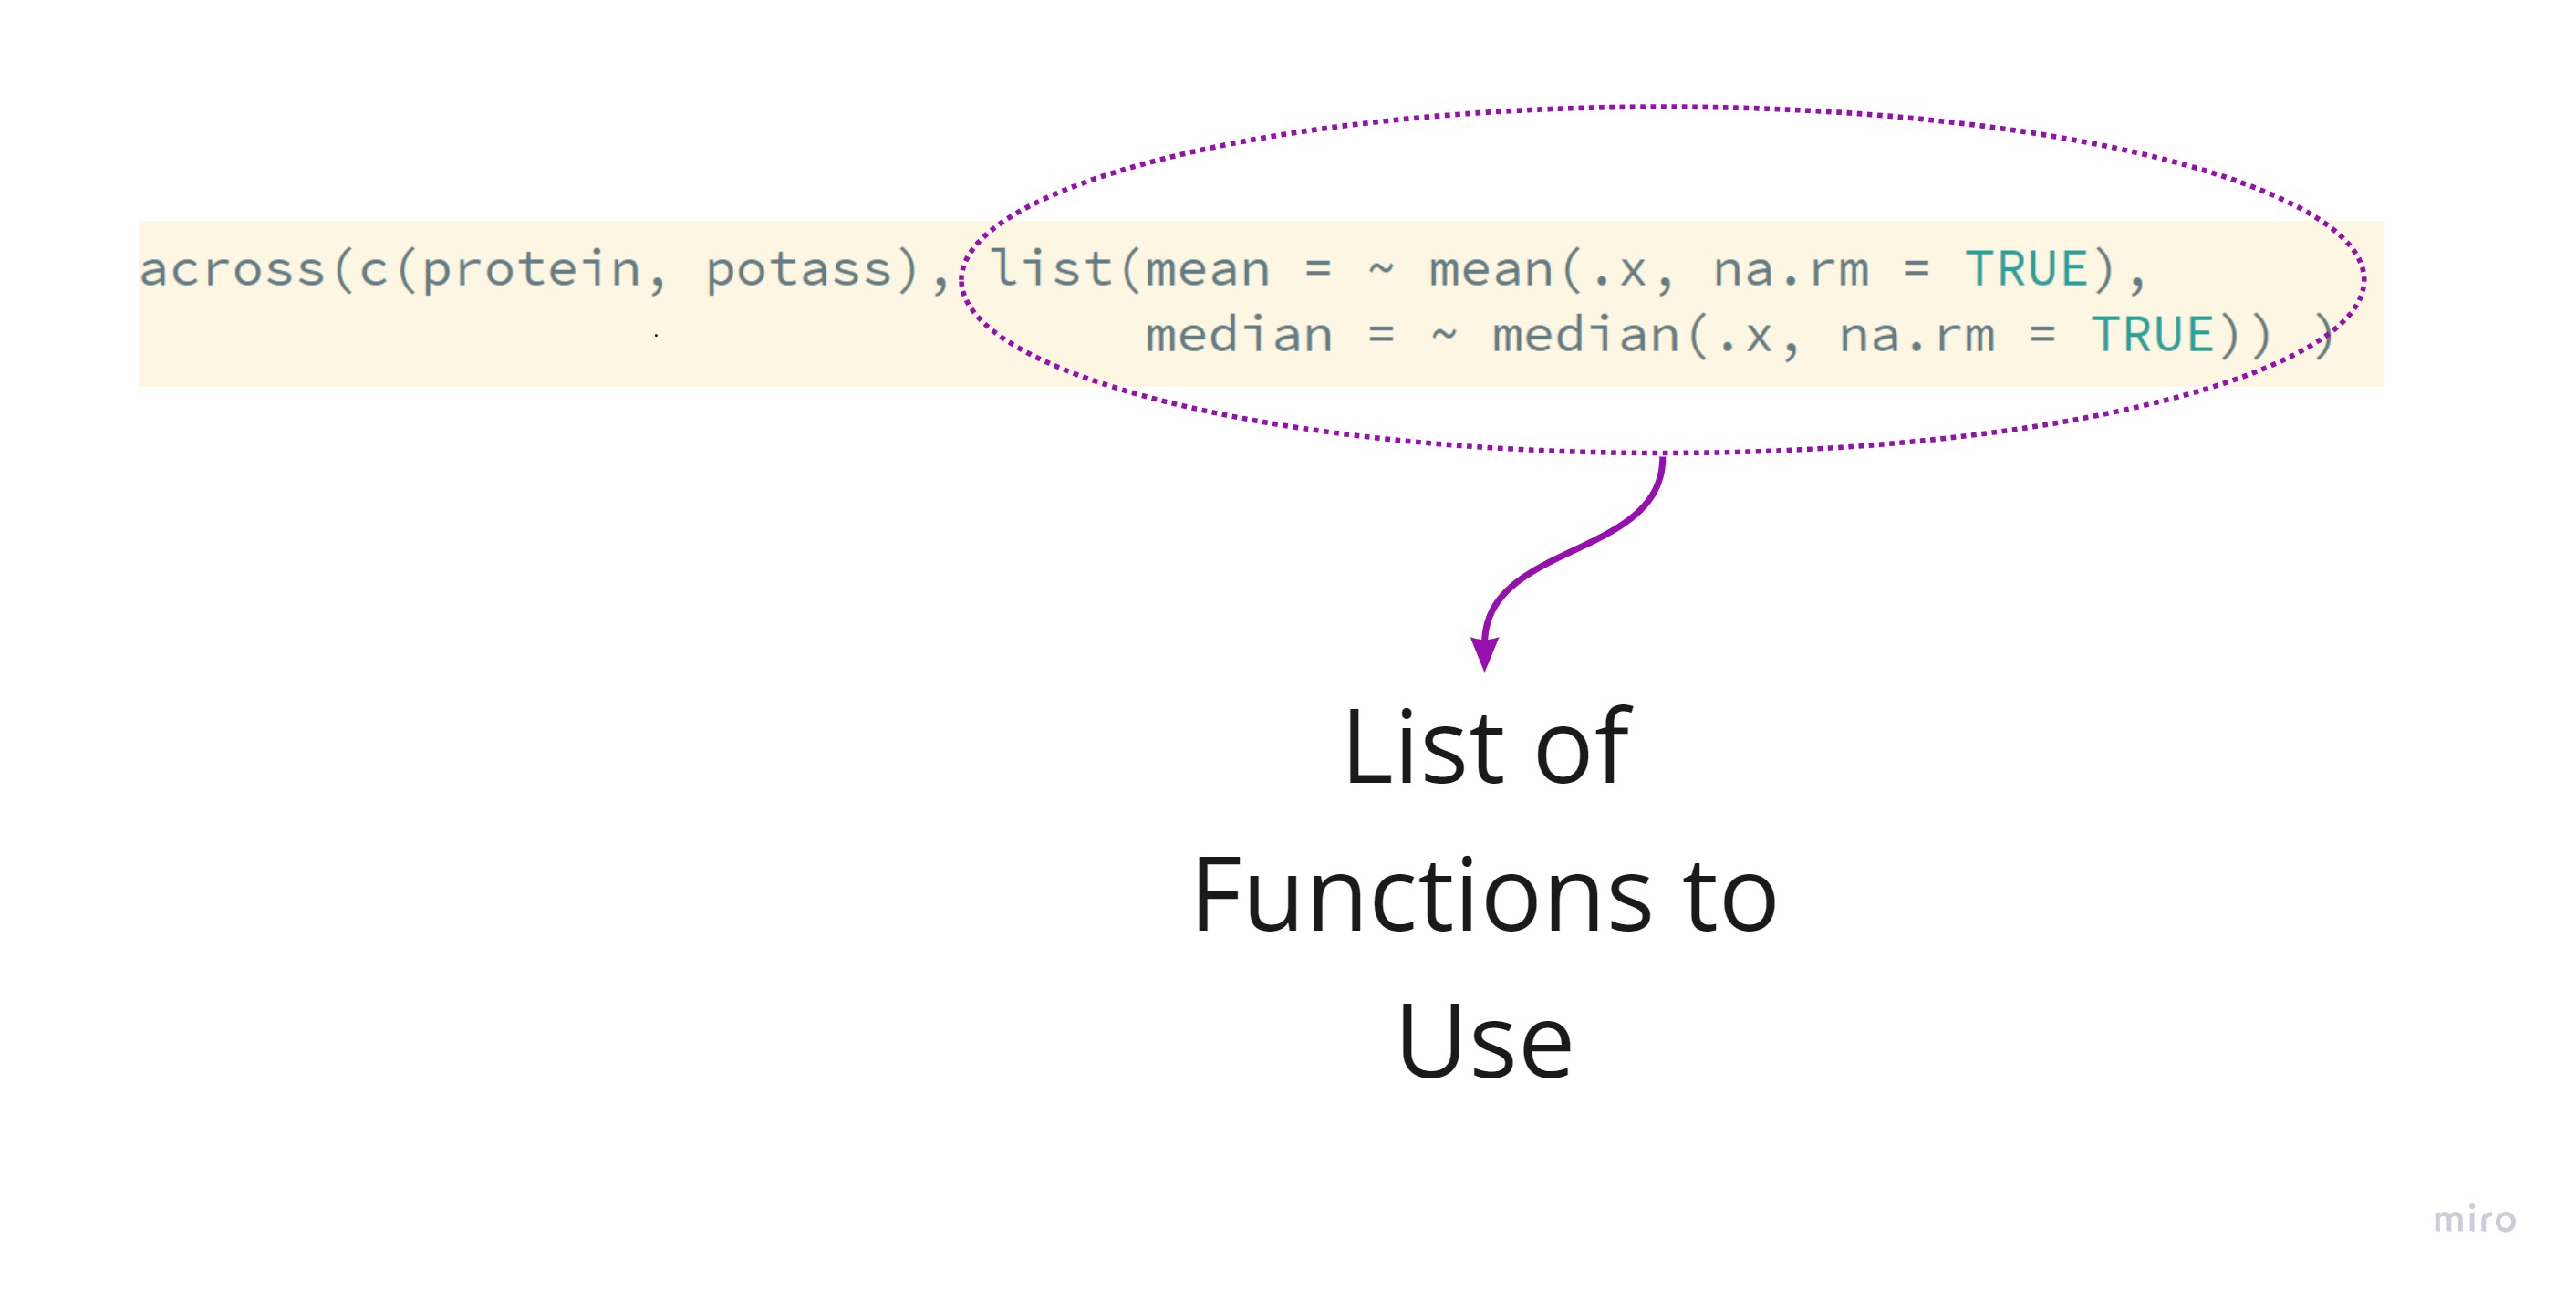 across(c(protein, potass), list(mean = ~ mean(.x, na.rm = TRUE),
median = ~ median(.x, na.rm = TRUE)) )
List of
Functions to
Use
miro